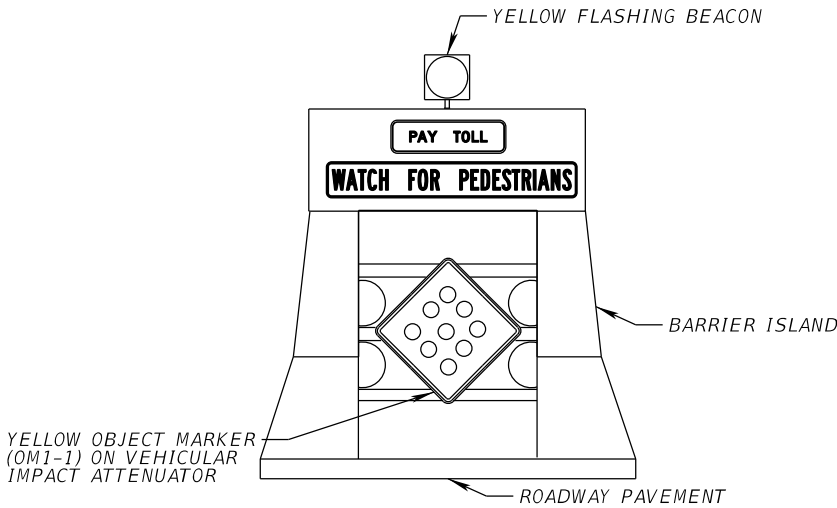 YELLOW FLASHING BEACON
PAY TOLL
WATCH FOR PEDESTRIANS
BARRIER ISLAND
YELLOW OBJECT MARKER
(OM1-1) ON VEHICULAR
IMPACT ATTENUATOR
ROADWAY PAVEMENT